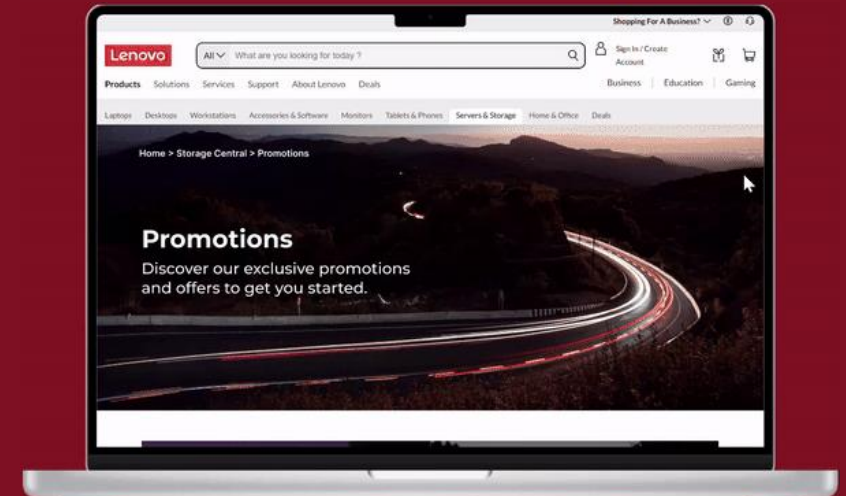 Shopping For A Business?
Lenovo
All
What are you looking for today ?
Sign In / Create
Account
Products Solutions Services Support About Lenovo Deals
Business Education Gaming
Laptops Desktops Workstations Accessories & Software Monitors Tablets & Phones Servers & Storage Home & Office Deals
Home > Storage Central > Promotions
Promotions
Discover our exclusive promotions
and offers to get you started.